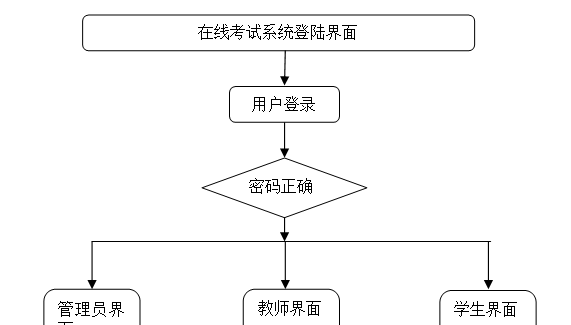 在线考试系统登陆界面
用户登录
密码正确
管理员界
教师界面
学生界面